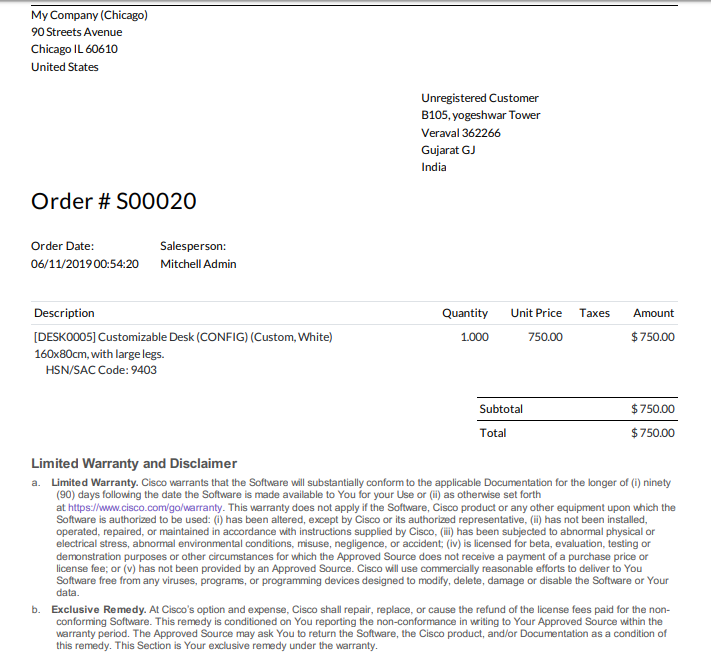 My Company (Chicago)
90 Streets Avenue
Chicago IL 60610
United States
Unregistered Customer
B105, yogeshwar Tower
Veraval 362266
Gujarat GJ
India
Order # S00020
Order Date: Salesperson:
06/11/2019 00:54:20 Mitchell Admin
Description Quantity Unit Price Taxes Amount
[DESK0005] Customizable Desk (CONFIG) (Custom, White) 1.000 750.00 $ 750.00
160x80cm, with large legs.
HSN/SAC Code: 9403
Subtotal $ 750.00
Total $ 750.00
Limited Warranty and Disclaimer
a. Limited Warranty. Cisco warrants that the Software will substantially conform to the applicable Documentation for the longer of (i) ninety
(90) days following the date the Software is made available to You for your Use or (ii) as otherwise set forth
at https://www.cisco.com/go/warranty. This warranty does not apply if the Software, Cisco product or any other equipment upon which the
Software is authorized to be used: (i) has been altered, except by Cisco or its authorized representative, (ii) has not been installed,
operated, repaired, or maintained in accordance with instructions supplied by Cisco, (iii) has been subjected to abnormal physical or
electrical stress, abnormal environmental conditions, misuse, negligence, or accident; (iv) is licensed for beta, evaluation, testing or
demonstration purposes or other circumstances for which the Approved Source does not receive a payment of a purchase price or
license fee; or (v) has not been provided by an Approved Source. Cisco will use commercially reasonable efforts to deliver to You
Software free from any viruses, programs, or programming devices designed to modify, delete, damage or disable the Software or Your
data.
b. Exclusive Remedy. At Cisco's option and expense, Cisco shall repair, replace, or cause the refund of the license fees paid for the non-
conforming Software. This remedy is conditioned on You reporting the non-conformance in writing to Your Approved Source within the
warranty period. The Approved Source may ask You to return the Software, the Cisco product, and/or Documentation as a condition of
this remedy. This Section is Your exclusive remedy under the warranty.